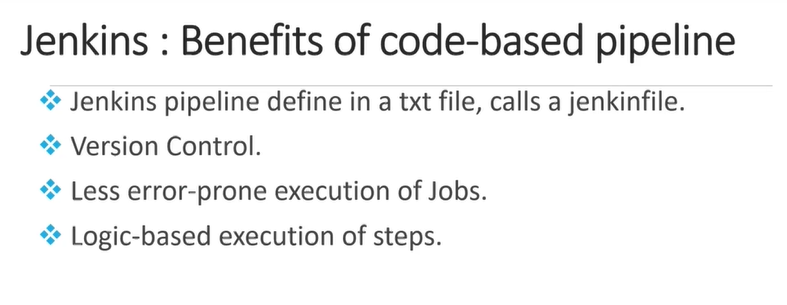 Jenkins : Benefits of code-based pipeline
Jenkins pipeline define in a txt file, calls a jenkinfile.
Version Control.
Less error-prone execution of Jobs.
Logic-based execution of steps.